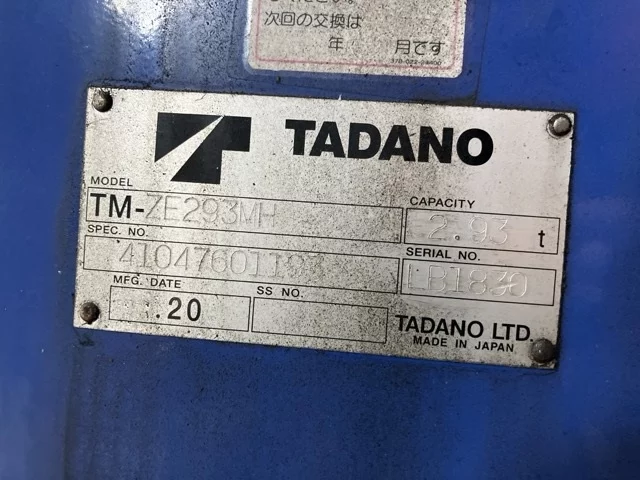 次回の交換は
年 月です
TADANO
MODEL
TM-ZE293MH
CAPACITY
2.93 t
SPEC. NO.
SERIAL NO.
LB1830
MFG. DATE
SS NO.
.20
TADANO LTD.
MADE IN JAPAN